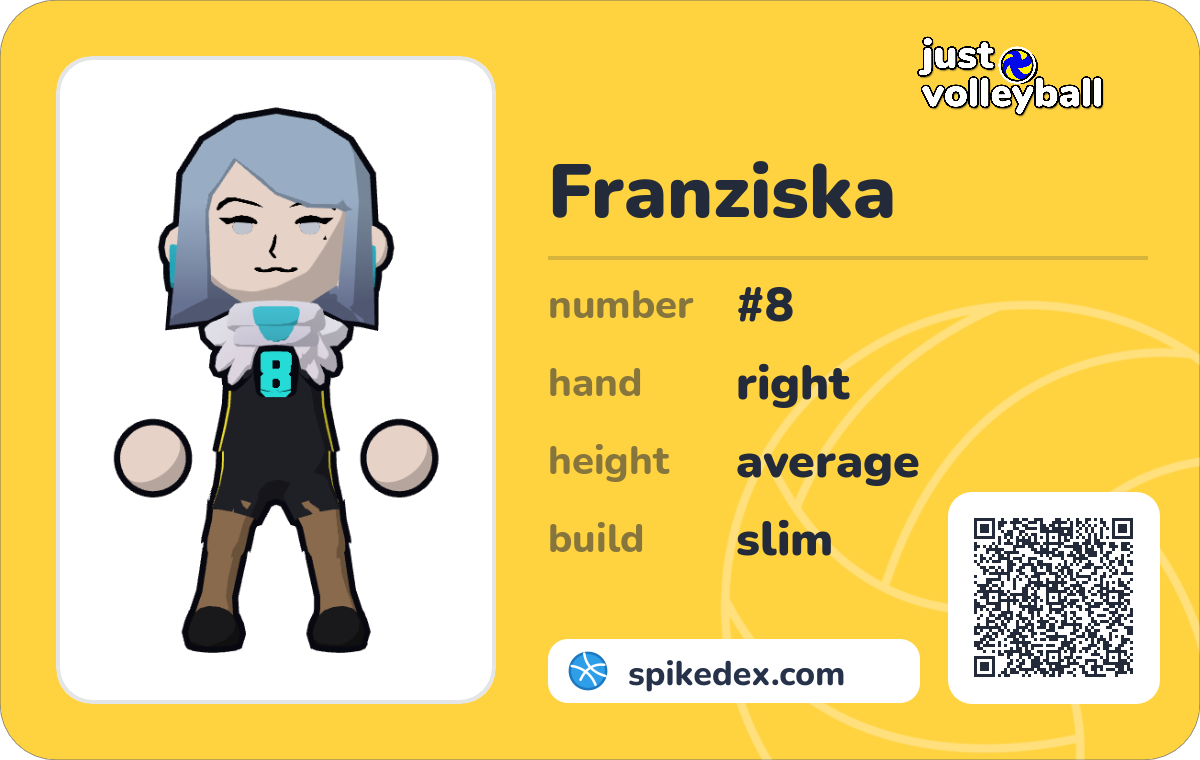 just
volleyball
Franziska
number #8
hand right
height average
build slim
8
spikedex.com